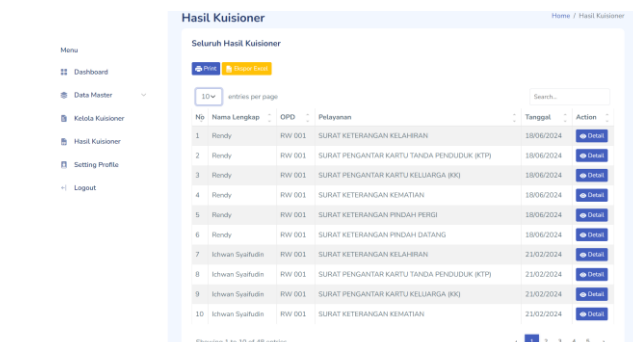 Hasil Kuisioner
Home / Hasil Kuisioner
Menu
Dashboard
Data Master
Kelola Kuisioner
Hasil Kuisioner
Setting Profile
Logout
Seluruh Hasil Kuisioner
Print Ekspor Excel
10 entries per page Search...
No Nama Lengkap OPD Pelayanan Tanggal Action
1 Rendy RW 001 SURAT KETERANGAN KELAHIRAN 18/06/2024 Detail
2 Rendy RW 001 SURAT PENGANTAR KARTU TANDA PENDUDUK (KTP) 18/06/2024 Detail
3 Rendy RW 001 SURAT PENGANTAR KARTU KELUARGA (KK) 18/06/2024 Detail
4 Rendy RW 001 SURAT KETERANGAN KEMATIAN 18/06/2024 Detail
5 Rendy RW 001 SURAT KETERANGAN PINDAH PERGI 18/06/2024 Detail
6 Rendy RW 001 SURAT KETERANGAN PINDAH DATANG 18/06/2024 Detail
7 Ichwan Syaifudin RW 001 SURAT KETERANGAN KELAHIRAN 21/02/2024 Detail
8 Ichwan Syaifudin RW 001 SURAT PENGANTAR KARTU TANDA PENDUDUK (KTP) 21/02/2024 Detail
9 Ichwan Syaifudin RW 001 SURAT PENGANTAR KARTU KELUARGA (KK) 21/02/2024 Detail
10 Ichwan Syaifudin RW 001 SURAT KETERANGAN KEMATIAN 21/02/2024 Detail
Showing 1 to 10 of 48 entries 1 2 3 4 5